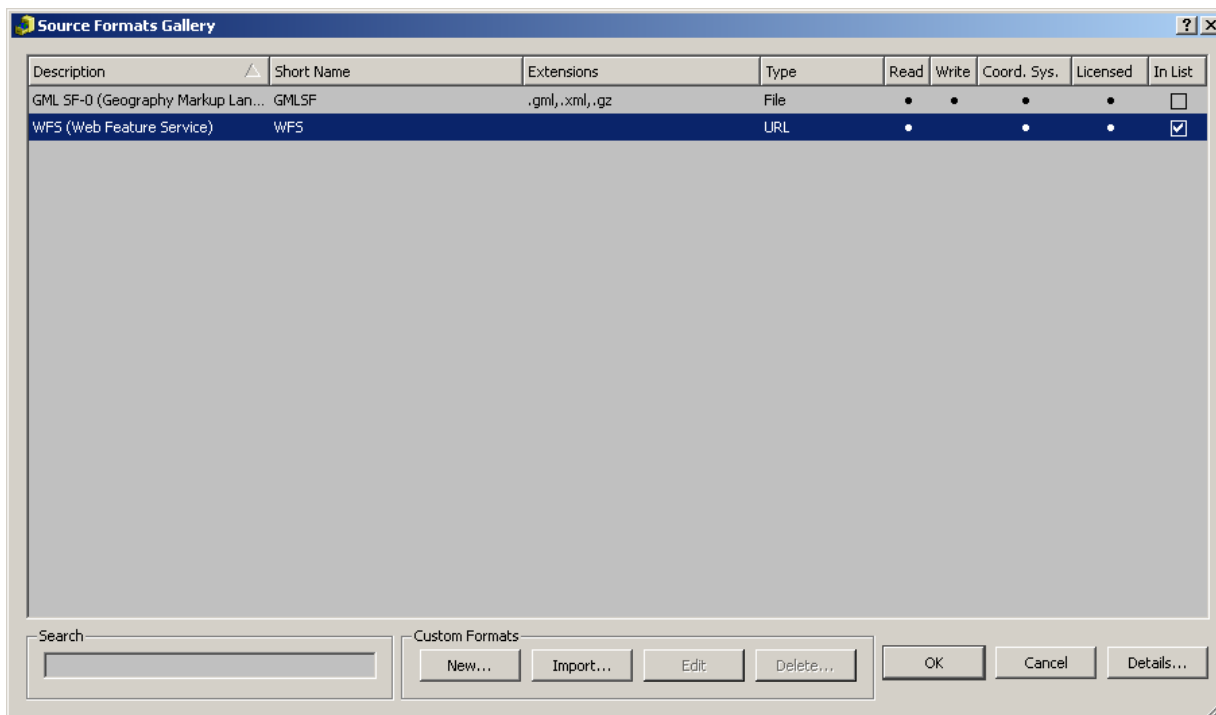 Source Formats Gallery
Description Short Name Extensions Type Read Write Coord. Sys. Licensed In List
GML SF-0 (Geography Markup Lan... GMLSF .gml,.xml,.gz File
WFS (Web Feature Service) WFS URL
Search
Custom Formats
New... Import... Edit Delete... OK Cancel Details...